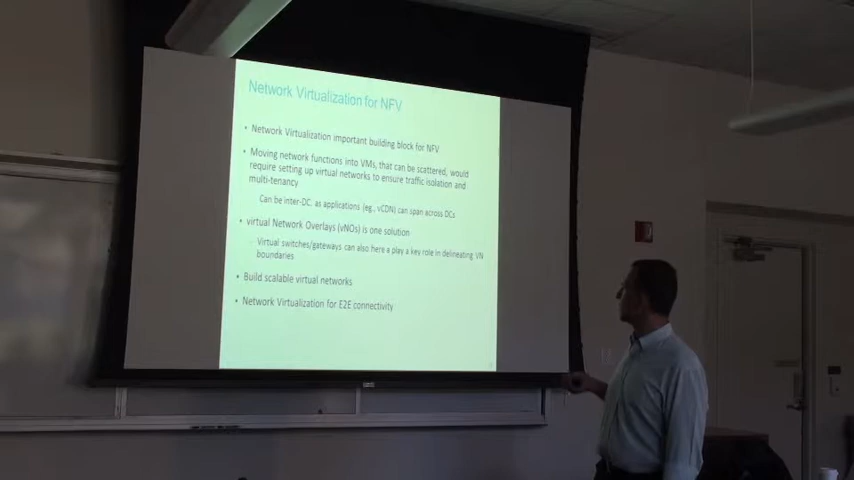 Network Virtualization for NFV
• Network Virtualization important building block for NFV
• Moving network functions into VMs, that can be scattered, would
require setting up virtual networks to ensure traffic isolation and
multi-tenancy
Can be inter-DC, as applications (eg., vCDN) can span across DCs
• virtual Network Overlays (vNOs) is one solution
Virtual switches/gateways can also here a play a key role in delineating VN
boundaries
• Build scalable virtual networks
• Network Virtualization for E2E connectivity